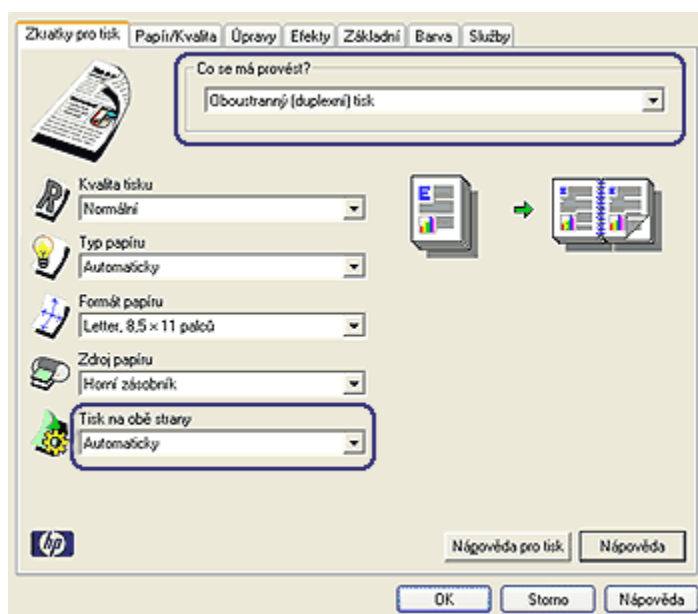 Zkratky pro tisk Papír/Kvalita Úpravy Efekty Základní Barva Služby
Co se má provést?
Oboustranný (duplexní) tisk
Kvalita tisku
Normální
Typ papíru
Automaticky
Formát papíru
Letter, 8,5 × 11 palců
Zdroj papíru
Horní zásobník
Tisk na obě strany
Automaticky
hp
Nápověda pro tisk Nápověda
OK Storno Nápověda